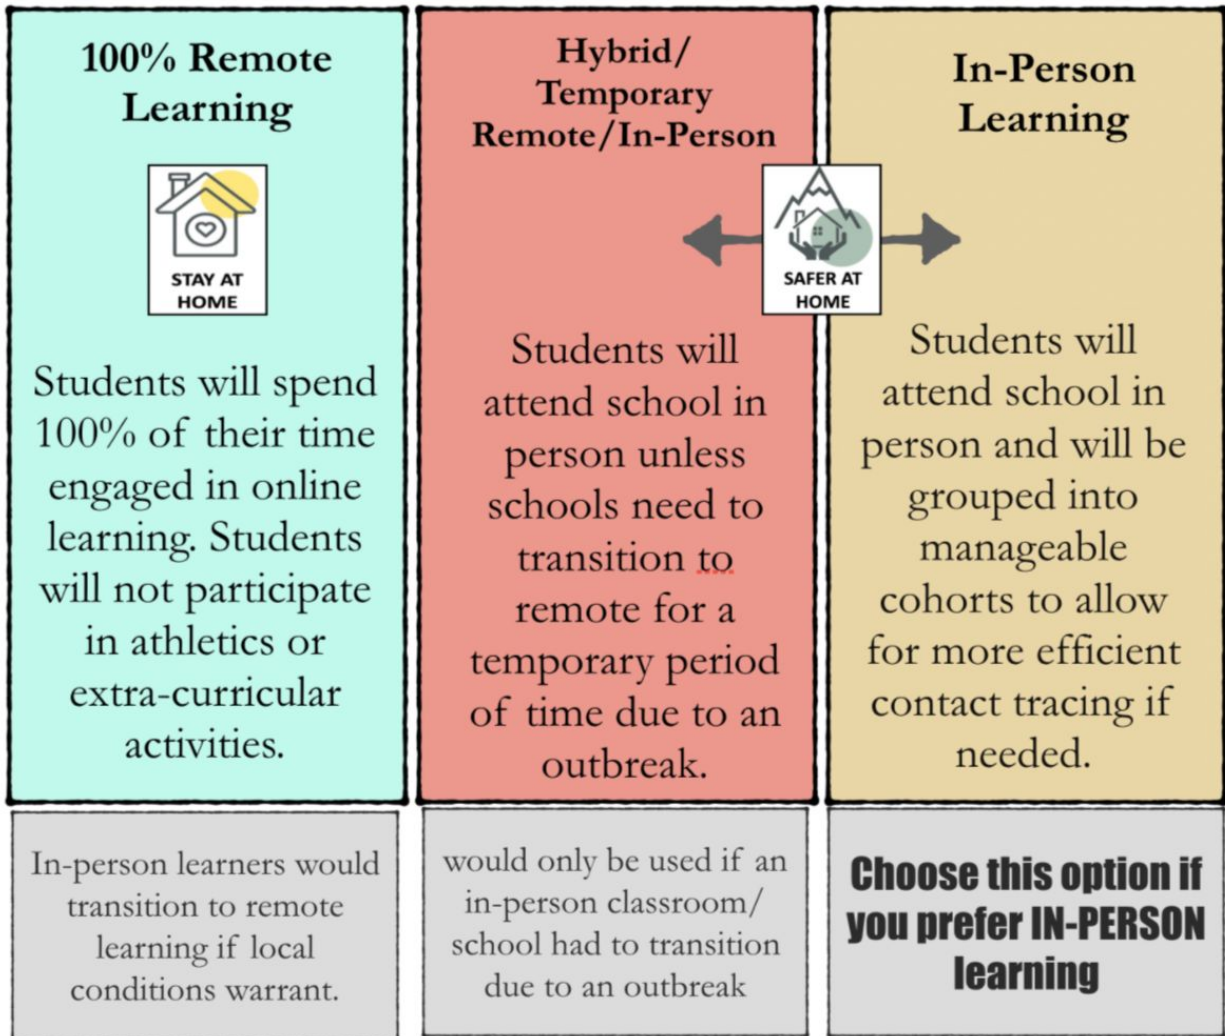 100% Remote
Learning
STAY AT
HOME
Students will spend
100% of their time
engaged in online
learning. Students
will not participate
in athletics or
extra-curricular
activities.
In-person learners would
transition to remote
learning if local
conditions warrant.
Hybrid/
Temporary
Remote/In-Person
SAFER AT
HOME
Students will
attend school in
person unless
schools need to
transition to
remote for a
temporary period
of time due to an
outbreak.
would only be used if an
in-person classroom/
school had to transition
due to an outbreak
In-Person
Learning
Students will
attend school in
person and will be
grouped into
manageable
cohorts to allow
for more efficient
contact tracing if
needed.
Choose this option if
you prefer IN-PERSON
learning